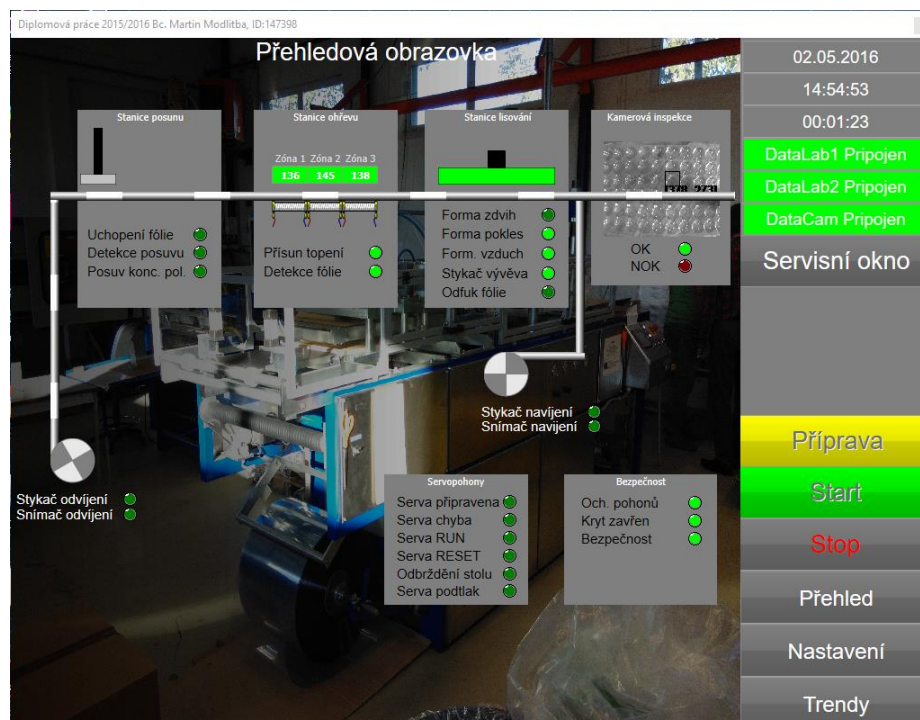 Diplomová práce 2015/2016 Bc. Martin Modlitba, ID:147398
Přehledová obrazovka
Stanice posunu
Uchopení fólie
Detekce posuvu
Posuv konc. pol.
Stanice ohřevu
Zóna 1 Zóna 2 Zóna 3
136 145 138
Přísun topení
Detekce fólie
Stanice lisování
Forma zdvih
Forma pokles
Form. vzduch
Stykač vývěva
Odfuk fólie
Kamerová inspekce
OK
NOK
Stykač navíjení
Snímač navijení
Stykač odvíjení
Snímač odvíjení
Servopohony
Serva připravena
Serva chyba
Serva RUN
Serva RESET
Odbrždění stolu
Serva podtlak
Bezpečnost
Och. pohonů
Kryt zavřen
Bezpečnost
02.05.2016
14:54:53
00:01:23
DataLab1 Pripojen
DataLab2 Pripojen
DataCam Pripojen
Servisní okno
Příprava
Start
Stop
Přehled
Nastavení
Trendy